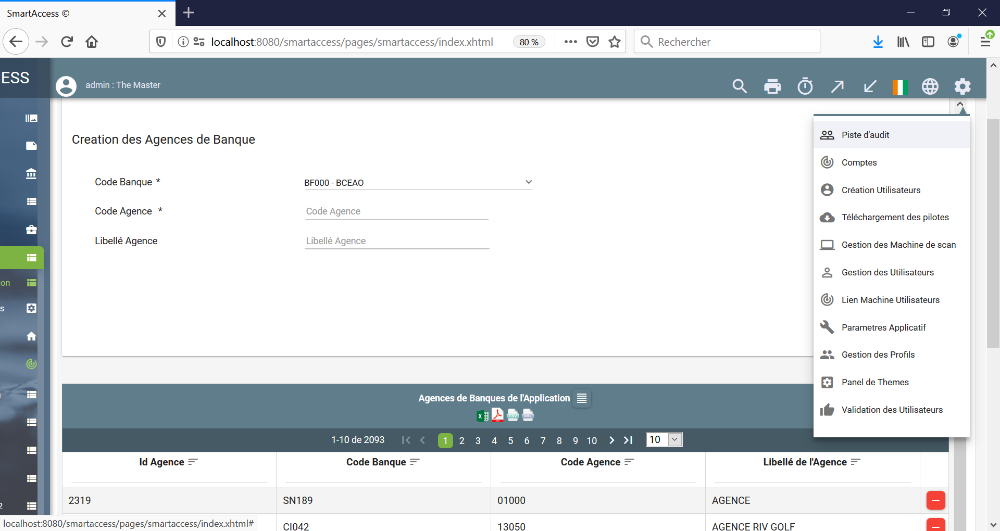 SmartAccess ©
localhost:8080/smartaccess/pages/smartaccess/index.xhtml
80 %
Rechercher
ESS
admin : The Master
Creation des Agences de Banque
Code Banque *
BF000 - BCEAO
Code Agence *
Code Agence
Libellé Agence
Libellé Agence
Piste d'audit
Comptes
Création Utilisateurs
Téléchargement des pilotes
Gestion des Machine de scan
Gestion des Utilisateurs
Lien Machine Utilisateurs
Parametres Applicatif
Gestion des Profils
Panel de Themes
Validation des Utilisateurs
on
s
2
Agences de Banques de l'Application
PDF
CSV
XML
1-10 de 2093
1 2 3 4 5 6 7 8 9 10
10
Id Agence
Code Banque
Code Agence
Libellé de l'Agence
2319 SN189 01000 AGENCE
CI042 13050 AGENCE RIV GOLF
localhost:8080/smartaccess/pages/smartaccess/index.xhtml#